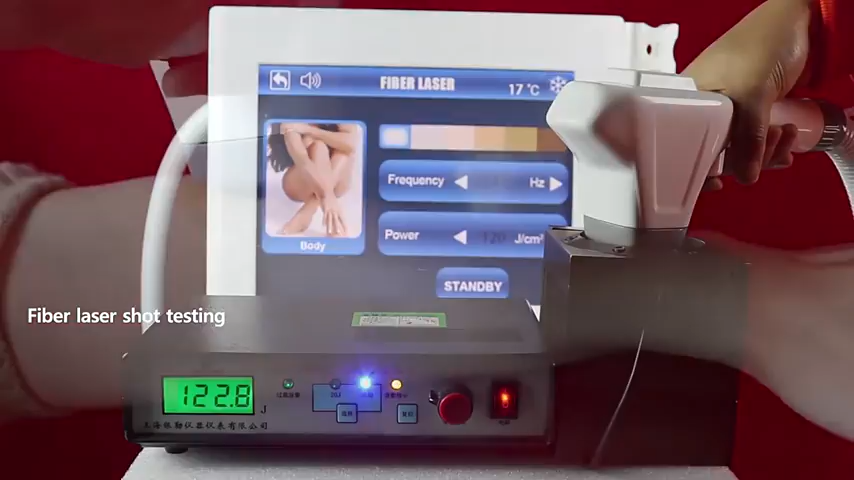 FIBER LASER
17℃
Frequency
Hz
Power
120
J/cm²
Body
STANDBY
Fiber laser shot testing
122.8
J